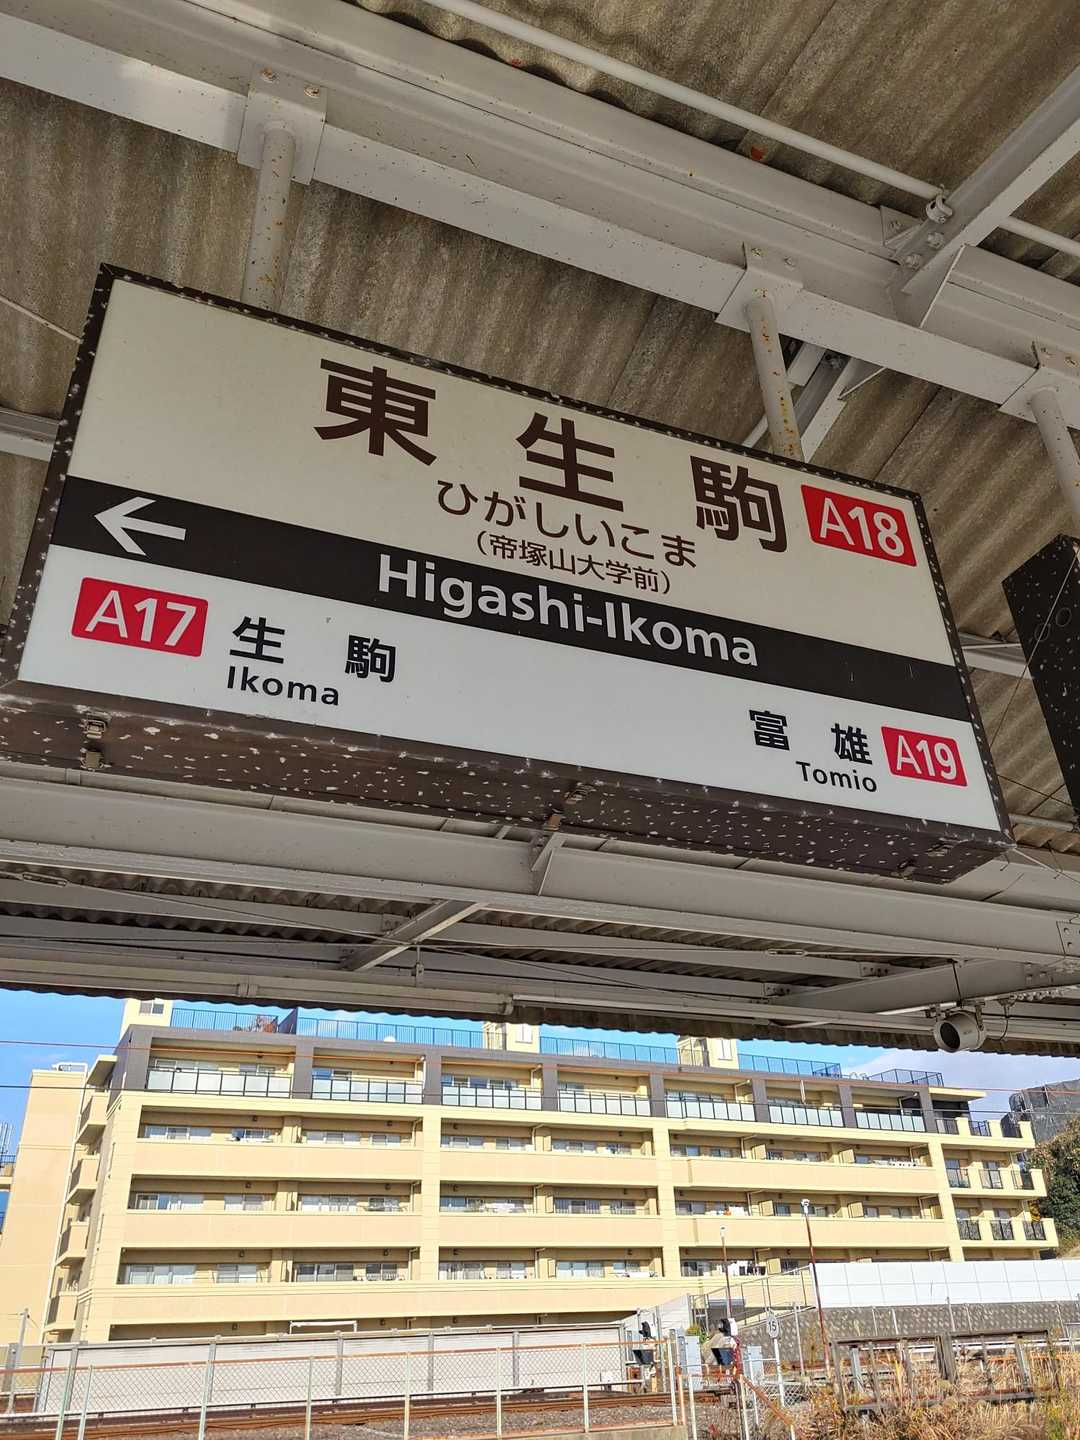 東生駒 A18
ひがしいこま
(帝塚山大学前)
Higashi-Ikoma
A17 生駒
Ikoma
富雄 A19
Tomio
15